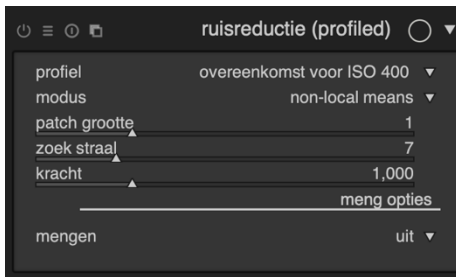 ruisreductie (profiled)
profiel overeenkomst voor ISO 400
modus non-local means
patch grootte 1
zoek straal 7
kracht 1,000
meng opties
mengen uit